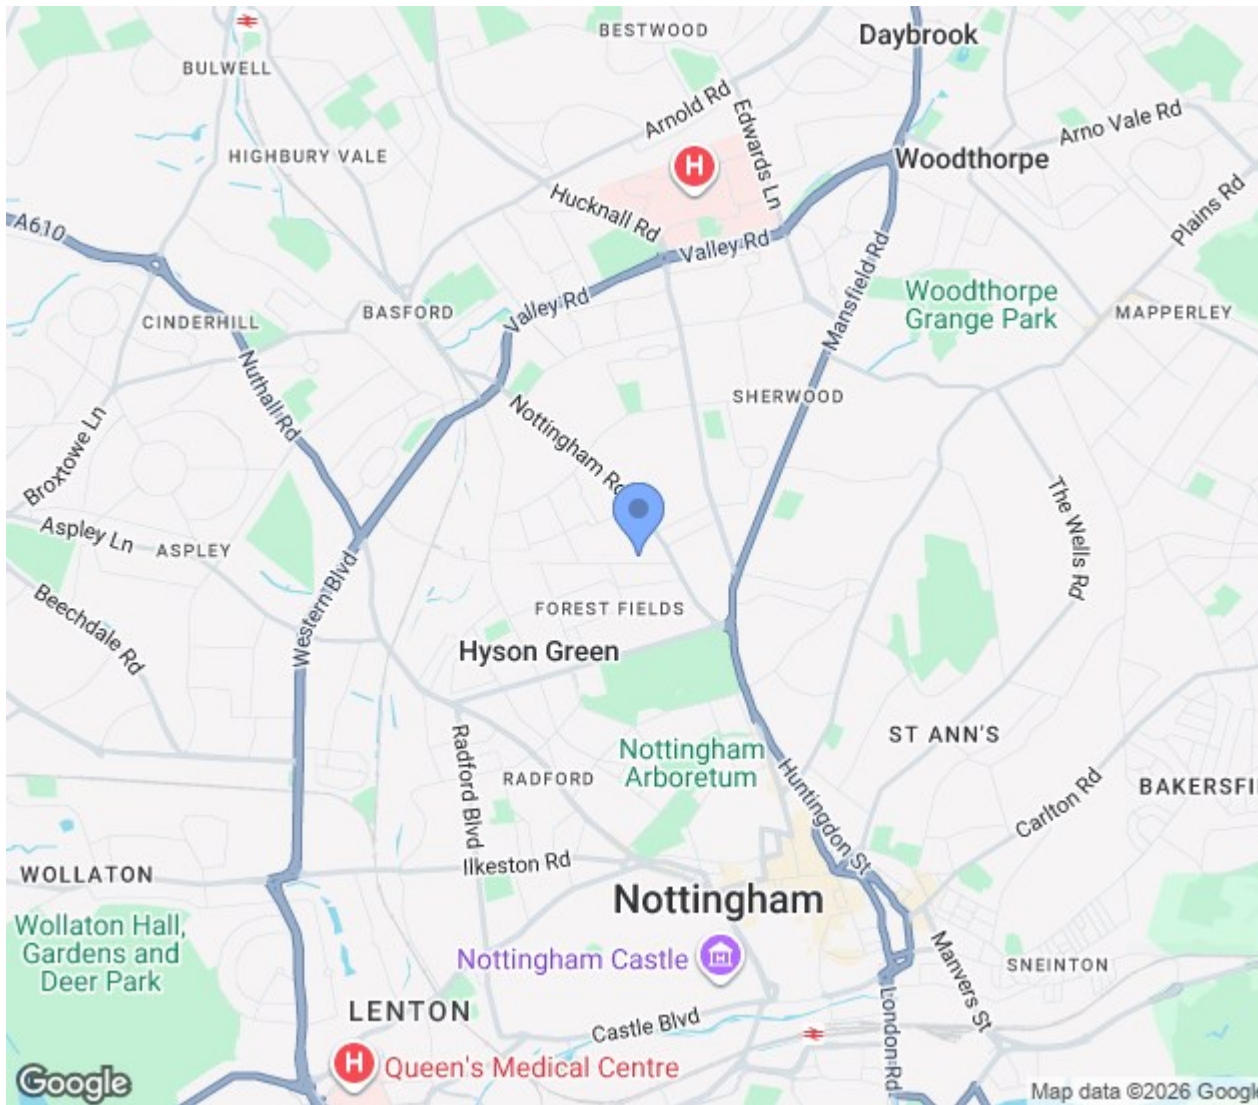 BESTWOOD
Daybrook
BULWELL
Arnold Rd
Edwards Ln
Arno Vale Rd
HIGHBURY VALE
Woodthorpe
Hucknall Rd
Plains Rd
A610
Valley Rd
Mansfield Rd
Woodthorpe
Grange Park
CINDERHILL
BASFORD
Valley Rd
MAPPERLEY
Nuthall Rd
SHERWOOD
Broxtowe Ln
Nottingham Rd
The Wells Rd
Aspley Ln
ASPLEY
Western Blvd
Beechdale Rd
FOREST FIELDS
Hyson Green
ST ANN'S
Nottingham
Arboretum
Radford Blvd
RADFORD
Huntingdon St
Carlton Rd
BAKERSFI
Ilkeston Rd
WOLLATON
Nottingham
Wollaton Hall,
Gardens and
Deer Park
Nottingham Castle
Manvers St
SNEINTON
LENTON
Castle Blvd
London Rd
H
H
Queen's Medical Centre
Google
Map data ©2026 Google